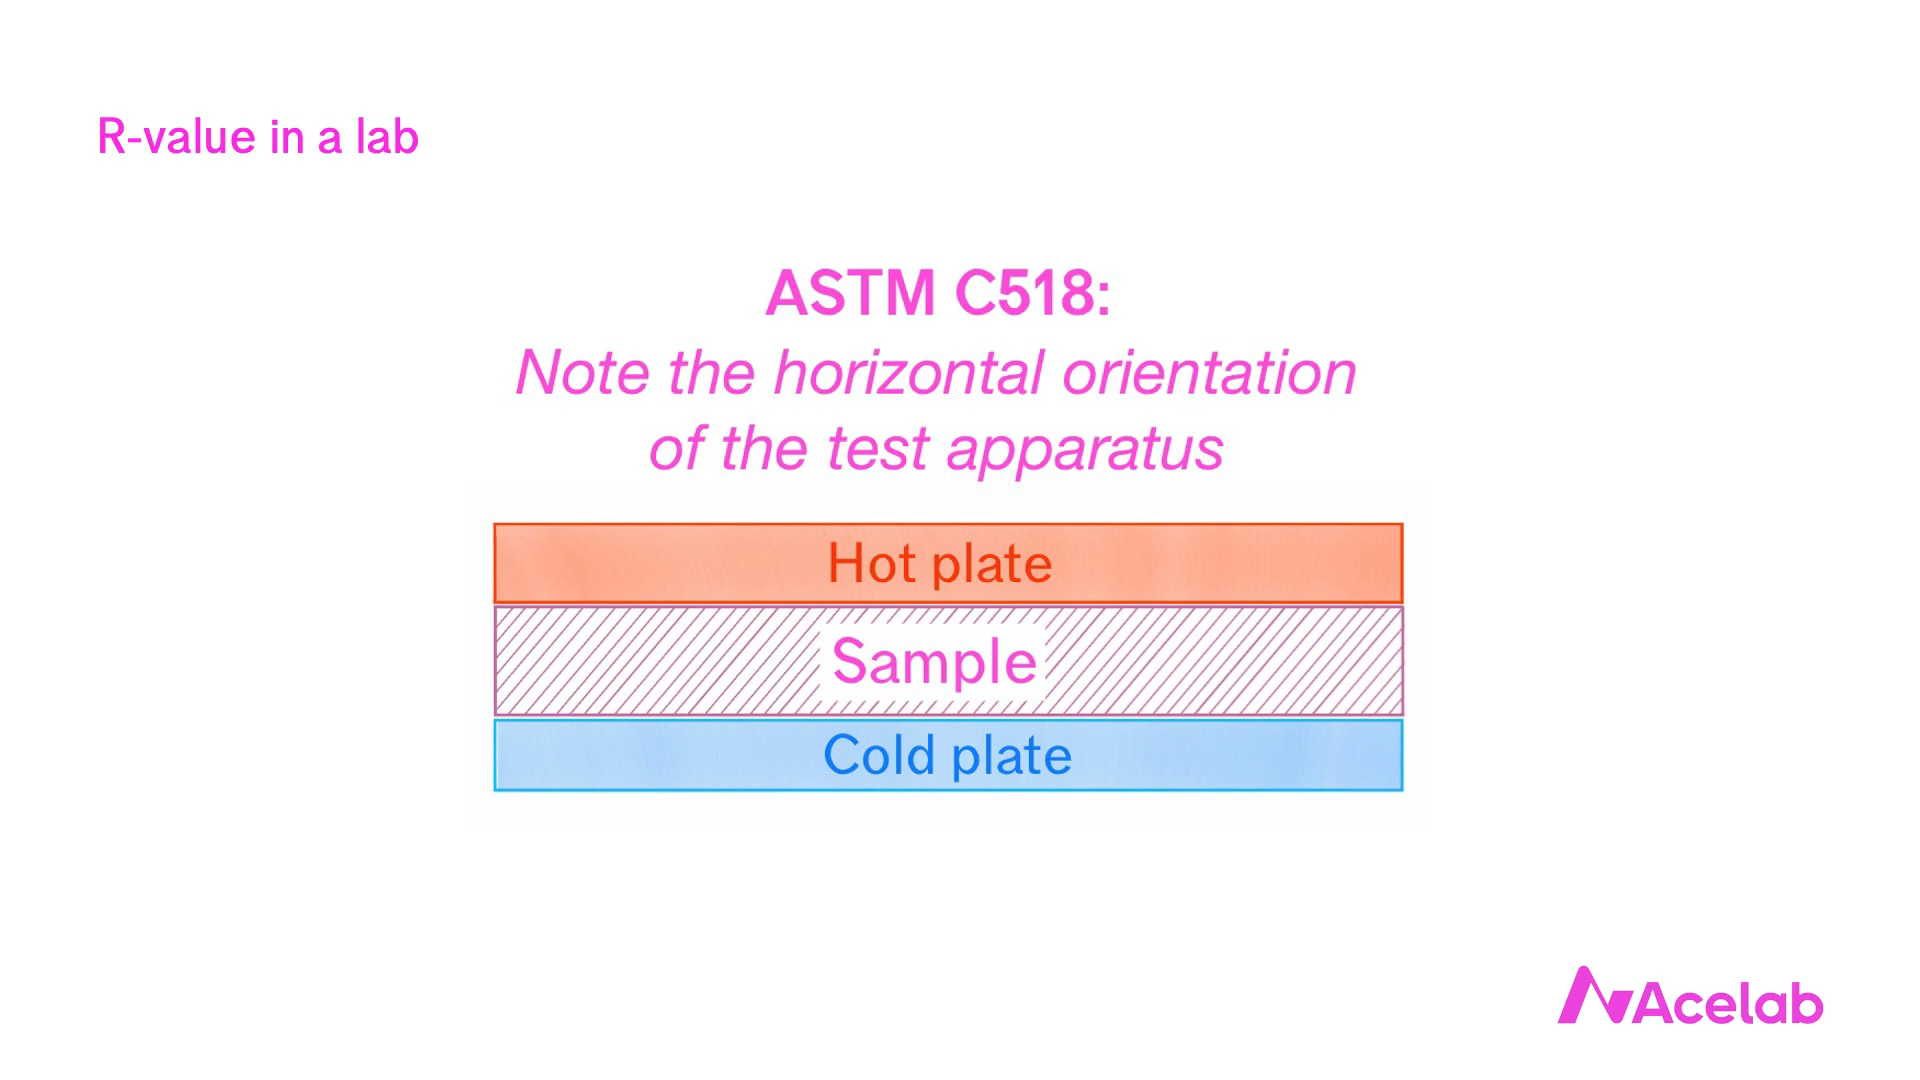 R-value in a lab
ASTM C518:
Note the horizontal orientation
of the test apparatus
Hot plate
Sample
Cold plate
Acelab